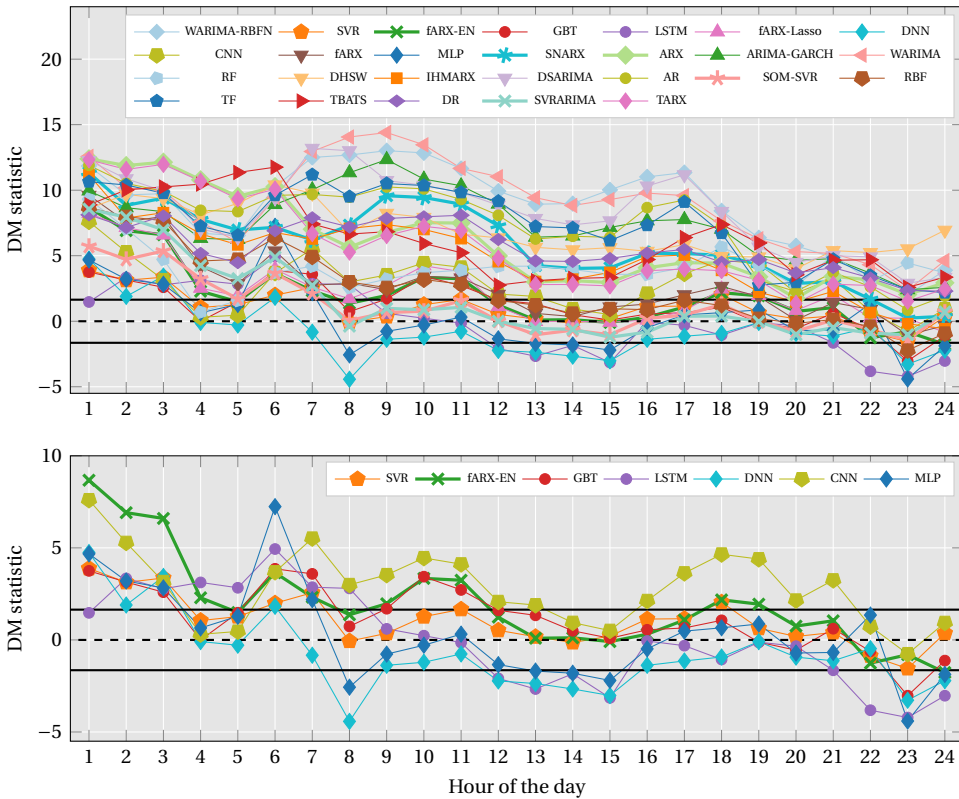 20
15
10
5
0
−5
DM statistic
WARIMA-RBFN SVR fARX-EN GBT LSTM fARX-Lasso DNN
CNN fARX MLP SNARX ARX ARIMA-GARCH WARIMA
RF DHSW IHMARX DSARIMA AR SOM-SVR RBF
TF TBATS DR SVRARIMA TARX
1 2 3 4 5 6 7 8 9 10 11 12 13 14 15 16 17 18 19 20 21 22 23 24
10
5
0
−5
DM statistic
SVR fARX-EN GBT LSTM DNN CNN MLP
1 2 3 4 5 6 7 8 9 10 11 12 13 14 15 16 17 18 19 20 21 22 23 24
Hour of the day